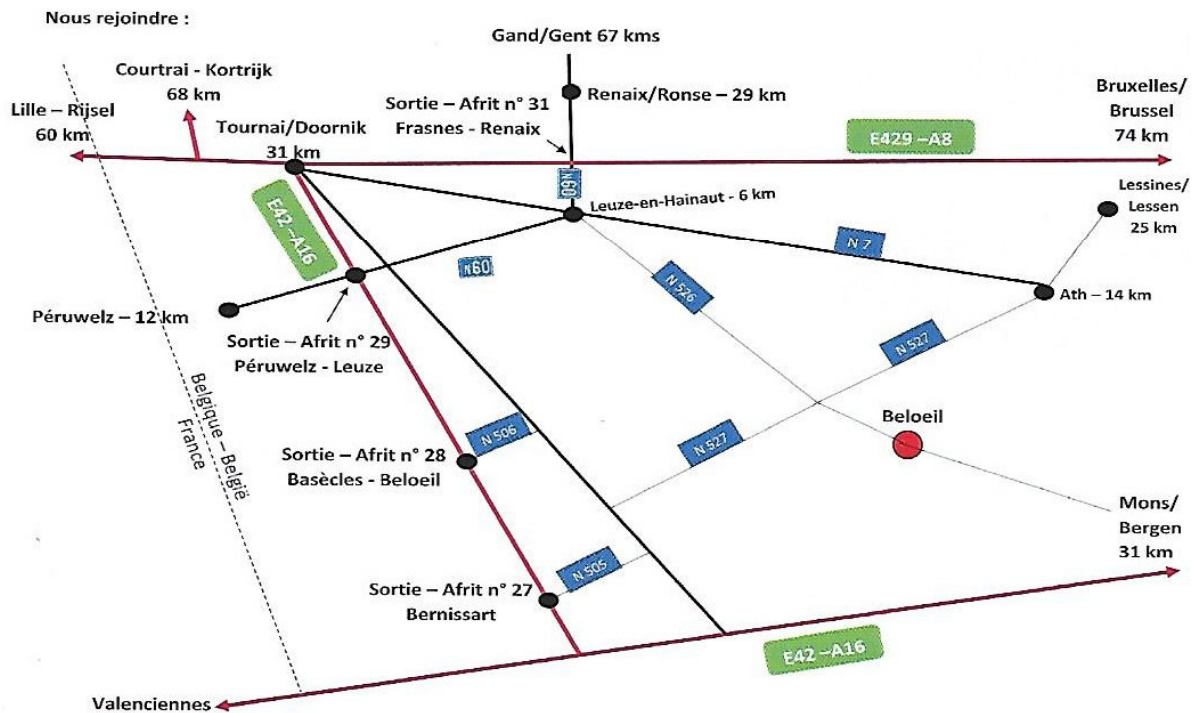 Nous rejoindre :
Gand/Gent 67 kms
Courtrai - Kortrijk
68 km
Lille – Rijsel
60 km
Tournai/Doornik
31 km
Sortie – Afrit n° 31
Frasnes - Renaix
Renaix/Ronse – 29 km
Bruxelles/
Brussel
74 km
E429 –A8
N60
Leuze-en-Hainaut - 6 km
Lessines/
Lessen
25 km
E42 –A16
N 7
N60
N 526
Ath – 14 km
Péruwelz – 12 km
Sortie – Afrit n° 29
Péruwelz - Leuze
N 527
Belgique – België
France
Beloeil
N 506
N 527
Sortie – Afrit n° 28
Basècles - Beloeil
Mons/
Bergen
31 km
N 505
Sortie – Afrit n° 27
Bernissart
E42 –A16
Valenciennes